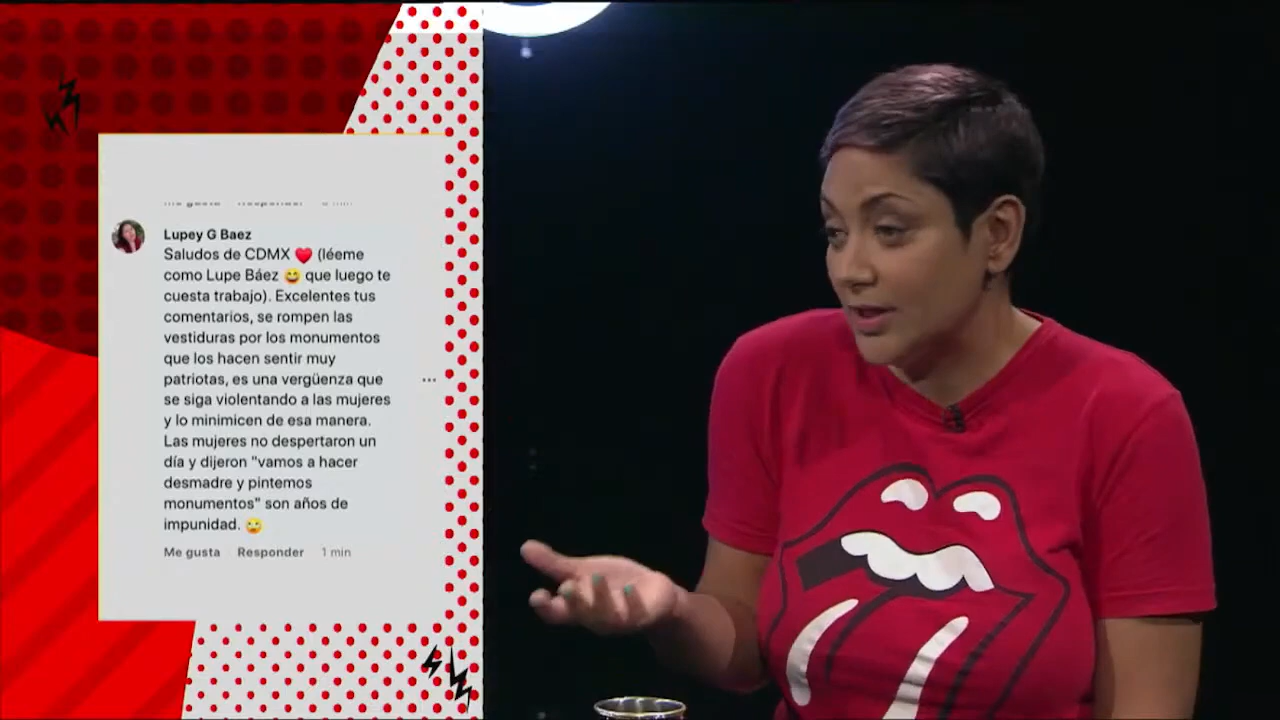 Lupey G Baez
Saludos de CDMX ❤️ (léeme
como Lupe Báez 😄 que luego te
cuesta trabajo). Excelentes tus
comentarios, se rompen las
vestiduras por los monumentos
que los hacen sentir muy
patriotas, es una vergüenza que
se siga violentando a las mujeres
y lo minimicen de esa manera.
Las mujeres no despertaron un
día y dijeron "vamos a hacer
desmadre y pintemos
monumentos" son años de
impunidad. 😢
Me gusta Responder 1 min